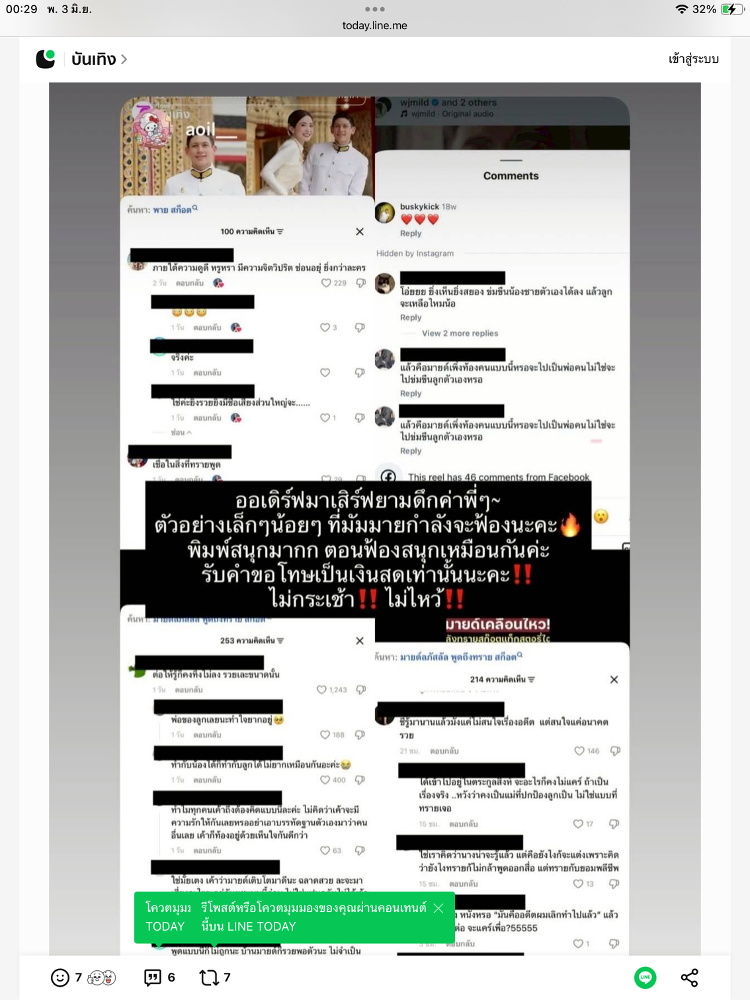 00:29 พ. 3 มิ.ย.
32%
today.line.me
บันเทิง
เข้าสู่ระบบ
aoil__
ค้นหา: พาย สก๊อต
100 ความคิดเห็น
ภายใต้ความดูดี หรูหรา มีความจิตวิปริต ซ่อนอยู่ ยิ่งกว่าละคร
2 วัน ตอบกลับ 229
1 วัน ตอบกลับ 3
จริงค่ะ
1 วัน ตอบกลับ
ใช่ค่ะยิ่งรวยยิ่งมีชื่อเสียงส่วนใหญ่จะ......
1 วัน ตอบกลับ 1
ซ่อน
เชื่อในสิ่งที่ทรายพูด
1 วัน ตอบกลับ 29
wjmild and 2 others
wjmild · Original audio
Comments
buskykick 18w
❤️❤️❤️
Reply
Hidden by Instagram
โอ่ยยย ยิ่งเห็นยิ่งสยอง ข่มขืนน้องชายตัวเองได้ลง แล้วลูก
จะเหลือไหมน้อ
Reply
View 2 more replies
แล้วคือมายด์เพิ่งท้องคนแบบนี้หรอจะไปเป็นพ่อคนไม่ใช่จะ
ไปข่มขืนลูกตัวเองหรอ
Reply
แล้วคือมายด์เพิ่งท้องคนแบบนี้หรอจะไปเป็นพ่อคนไม่ใช่จะ
ไปข่มขืนลูกตัวเองหรอ
Reply
This reel has 46 comments from Facebook
ออเดิร์ฟมาเสิร์ฟยามดึกค่าพี่ๆ~
ตัวอย่างเล็กๆน้อยๆ ที่มัมมายกำลังจะฟ้องนะคะ🔥
พิมพ์สนุกมากก ตอนฟ้องสนุกเหมือนกันค่ะ
รับคำขอโทษเป็นเงินสดเท่านั้นนะคะ‼️
ไม่กระเช้า‼️ ไม่ไหว้‼️
ค้นหา: มายด์ลภัสลัล พูดถึงทราย สก๊อต
253 ความคิดเห็น
ต่อให้รู้ก็คงทิ้งไม่ลง รวยเละขนาดนั้น
1 วัน ตอบกลับ 1,243
พ่อของลูกเลยนะทำใจยากอยู่🥺
1 วัน ตอบกลับ 188
ทำกับน้องได้ก็ทำกับลูกได้ไม่ยากเหมือนกันอะค่ะ😭
1 วัน ตอบกลับ 400
ทำไมทุกคนเค้าถึงต้องคิดแบบนี้ละค่ะ ไม่คิดว่าเค้าจะมี
ความรักให้กันเลยหรออย่าเอาบรรทัดฐานตัวเองมาว่าคน
อื่นเลย เค้าก็ท้องอยู่ด้วยเห็นใจกันดีกว่า
1 วัน ตอบกลับ 63
ใช่มั้ยเตง เค้าว่ามายด์เติบโตมาดีนะ ฉลาดสวย ละจะมา
พูดแบบนี้ก็ไม่ถูกนะ บ้านมายด์ก็รวยพอตัวนะ ไม่จำเป็น
มายด์เคลื่อนไหว!
หลังทรายสก๊อตแท็กสตอรี่ไอ
ค้นหา: มายด์ลภัสลัล พูดถึงทราย สก๊อต
214 ความคิดเห็น
ชีรู้มานานแล้วมั้งแค่ไม่สนใจเรื่องอดีต แต่สนใจแค่อนาคต
รวย
21 ชม. ตอบกลับ 146
ได้เข้าไปอยู่ในตระกูลสิงห์ จะอะไรก็คงไม่แคร์ ถ้าเป็น
เรื่องจริง ..หวังว่าคงเป็นแม่ที่ปกป้องลูกเป็น ไม่ใช่แบบที่
ทรายเจอ
15 ชม. ตอบกลับ 17
ใช่เราคิดว่านางน่าจะรู้แล้ว แต่คือยังไงก้จะแต่งเพราะคิด
ว่ายังไงทรายก้ไม่กล้าพูดออกสื่อ แต่ทรายกับยอมพลีชีพ
15 ชม. ตอบกลับ 13
หนังหรอ "มันคืออดีตผมเลิกทำไปแล้ว" แล้ว
ต่อ จะแคร์เพื่อ?55555
ตอบกลับ 1
โควตมุมม
TODAY
รีโพสต์หรือโควตมุมมองของคุณผ่านคอนเทนต์
นี้บน LINE TODAY
7
6
7
LINE